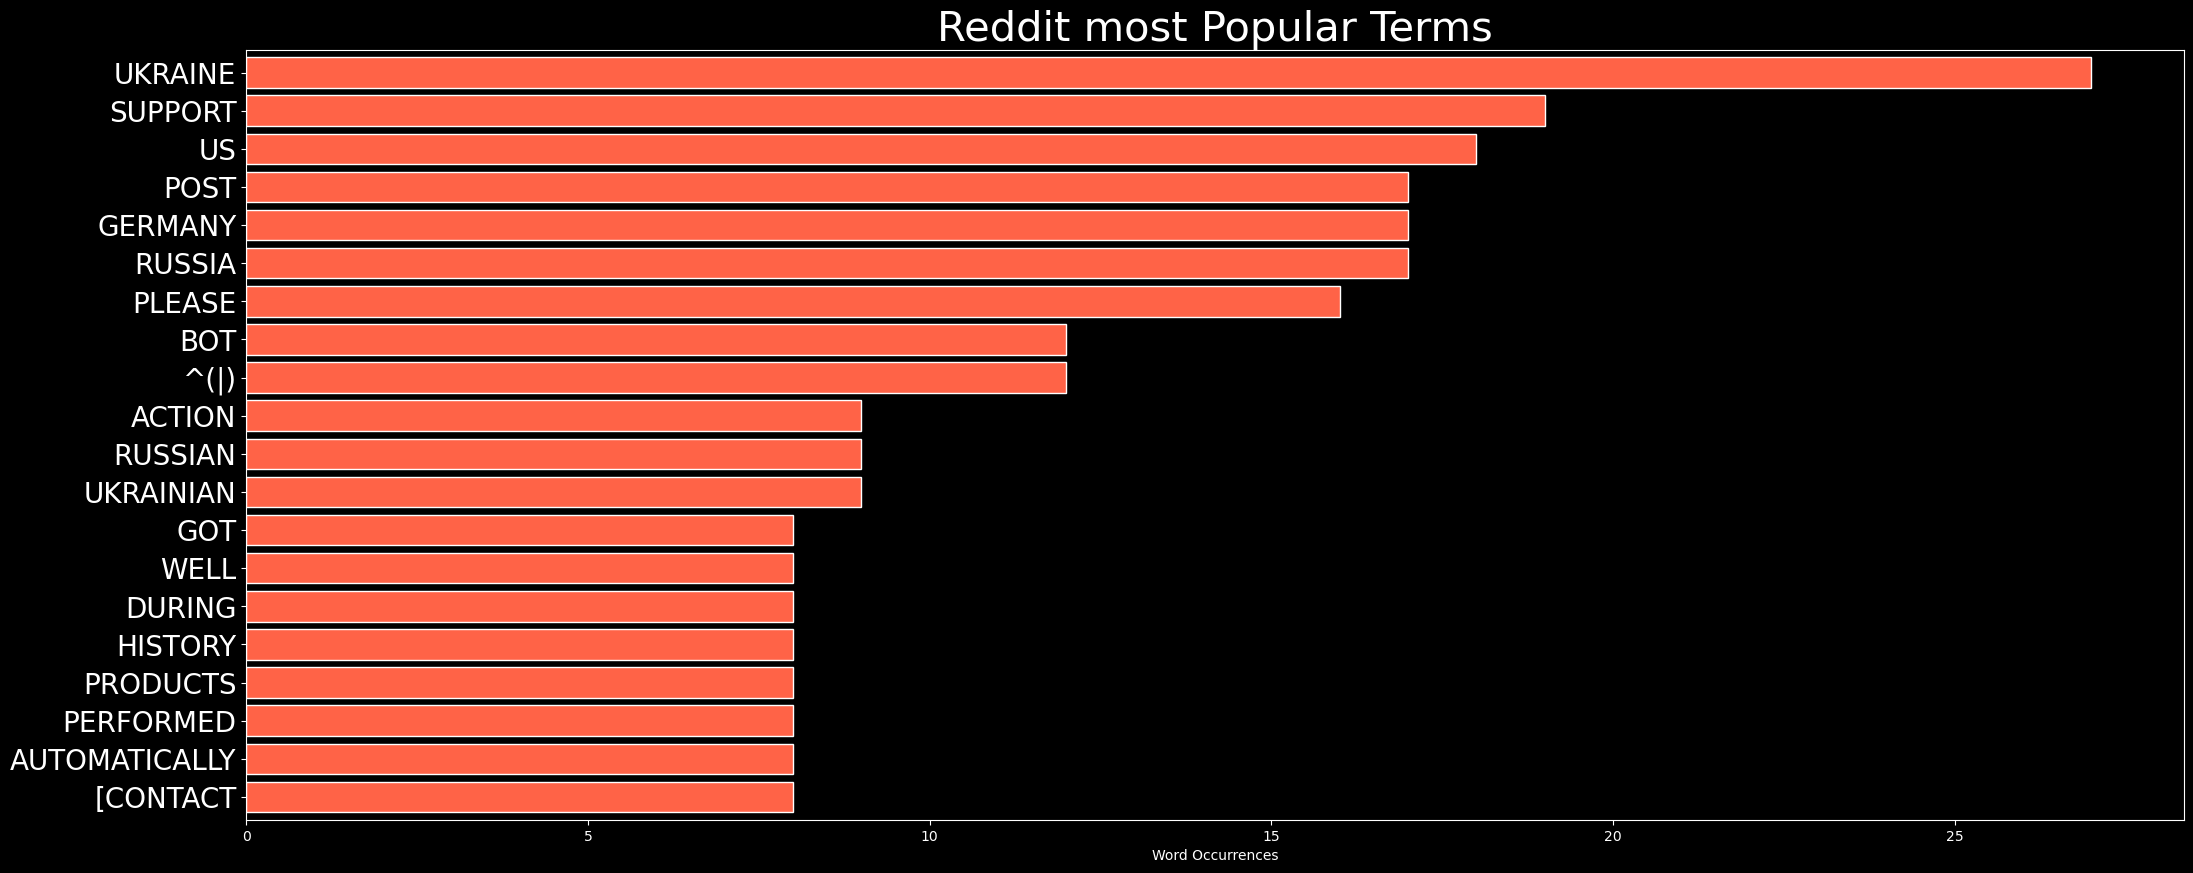 Reddit most Popular Terms
UKRAINE
SUPPORT
US
POST
GERMANY
RUSSIA
PLEASE
BOT
^(|)
ACTION
RUSSIAN
UKRAINIAN
GOT
WELL
DURING
HISTORY
PRODUCTS
PERFORMED
AUTOMATICALLY
[CONTACT
0 5 10 15 20 25
Word Occurrences